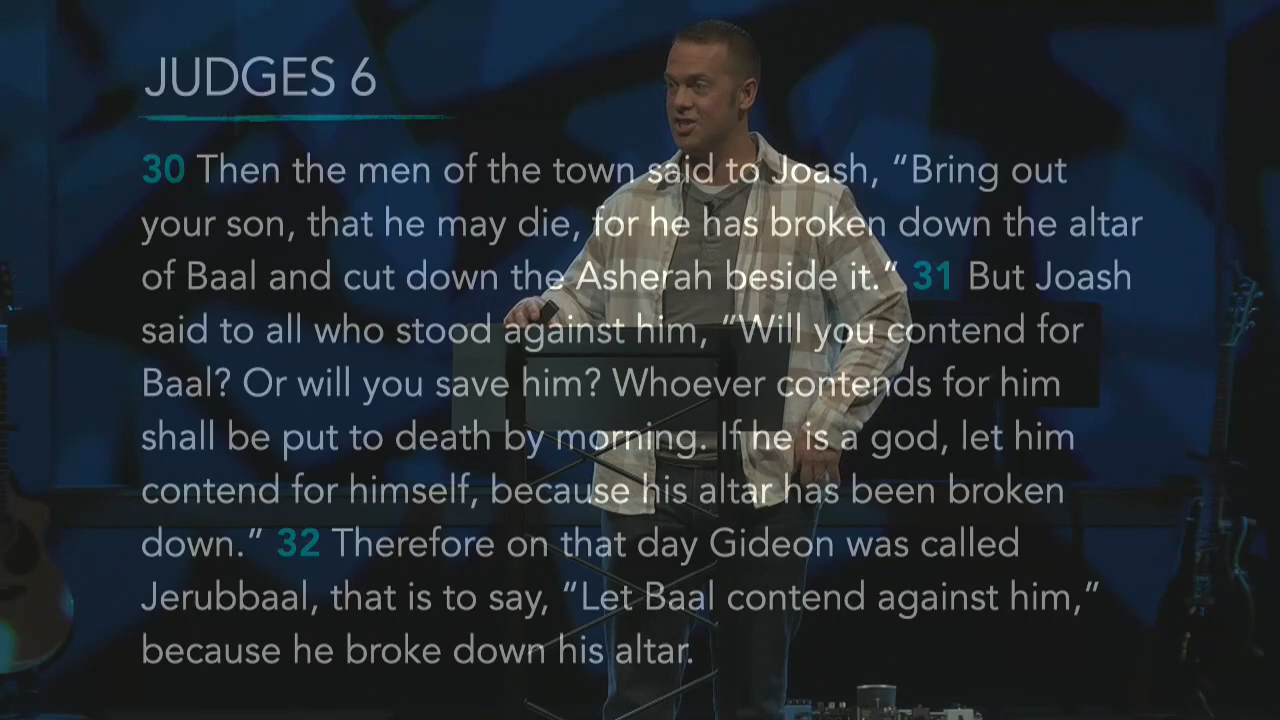 JUDGES 6
30 Then the men of the town said to Joash, “Bring out
your son, that he may die, for he has broken down the altar
of Baal and cut down the Asherah beside it.” 31 But Joash
said to all who stood against him, “Will you contend for
Baal? Or will you save him? Whoever contends for him
shall be put to death by morning. If he is a god, let him
contend for himself, because his altar has been broken
down.” 32 Therefore on that day Gideon was called
Jerubbaal, that is to say, “Let Baal contend against him,”
because he broke down his altar.